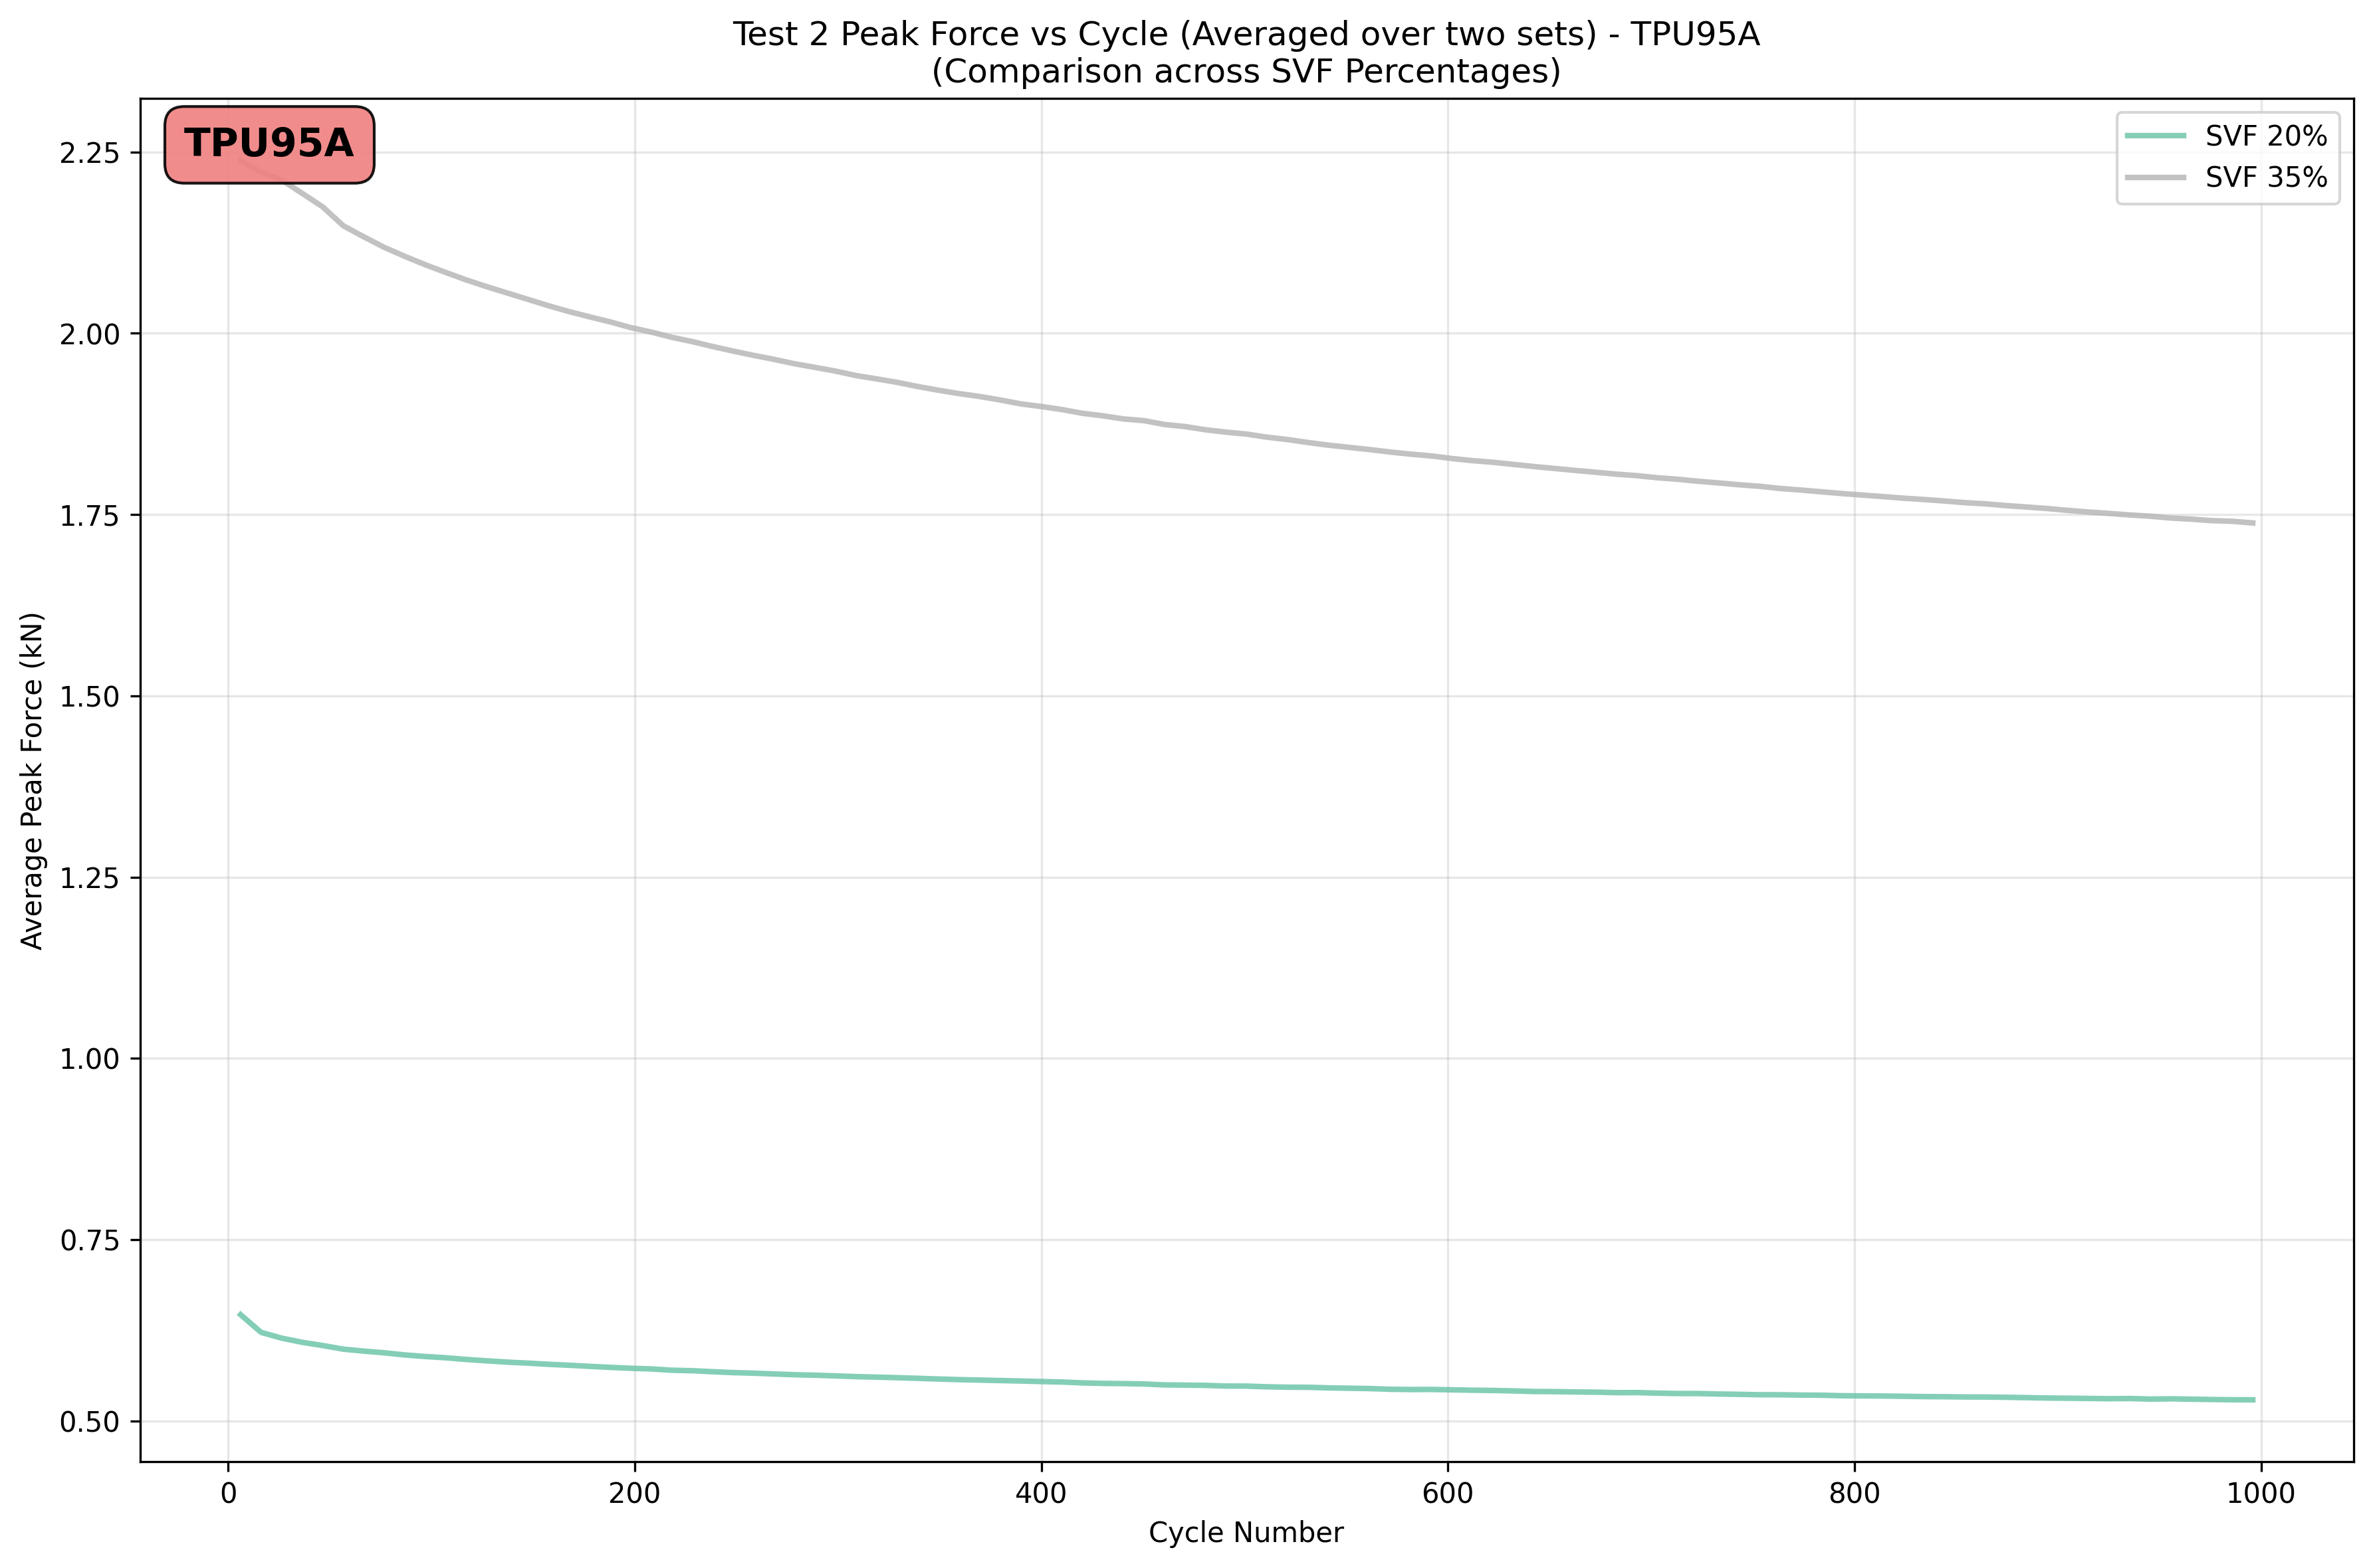 Test 2 Peak Force vs Cycle (Averaged over two sets) - TPU95A
(Comparison across SVF Percentages)
TPU95A
SVF 20%
SVF 35%
2.25
2.00
1.75
1.50
1.25
1.00
0.75
0.50
Average Peak Force (kN)
0 200 400 600 800 1000
Cycle Number